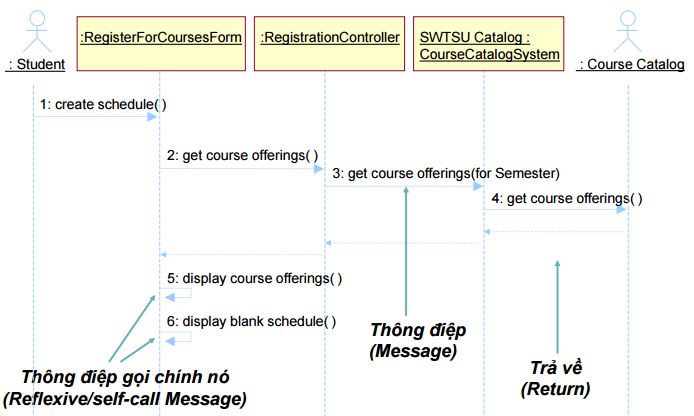 : Student
:RegisterForCoursesForm
:RegistrationController
SWTSU Catalog :
CourseCatalogSystem
: Course Catalog
1: create schedule( )
2: get course offerings( )
3: get course offerings(for Semester)
4: get course offerings( )
5: display course offerings( )
6: display blank schedule( )
Thông điệp
(Message)
Trả về
(Return)
Thông điệp gọi chính nó
(Reflexive/self-call Message)